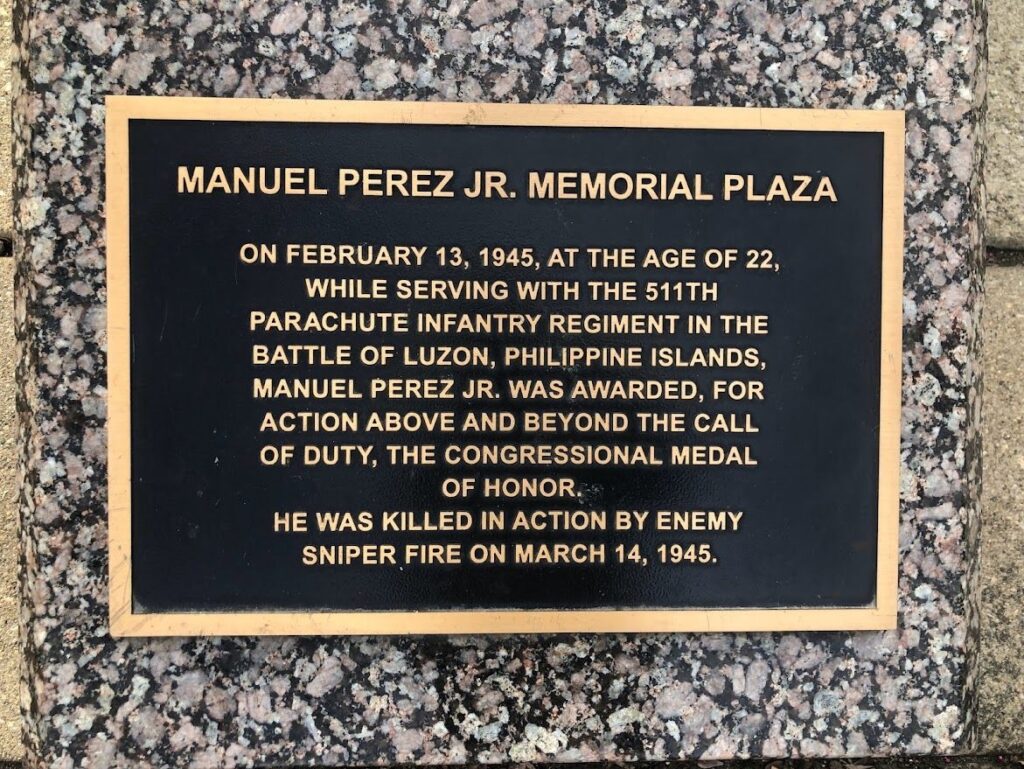 MANUEL PEREZ JR. MEMORIAL PLAZA
ON FEBRUARY 13, 1945, AT THE AGE OF 22,
WHILE SERVING WITH THE 511TH
PARACHUTE INFANTRY REGIMENT IN THE
BATTLE OF LUZON, PHILIPPINE ISLANDS,
MANUEL PEREZ JR. WAS AWARDED, FOR
ACTION ABOVE AND BEYOND THE CALL
OF DUTY, THE CONGRESSIONAL MEDAL
OF HONOR.
HE WAS KILLED IN ACTION BY ENEMY
SNIPER FIRE ON MARCH 14, 1945.